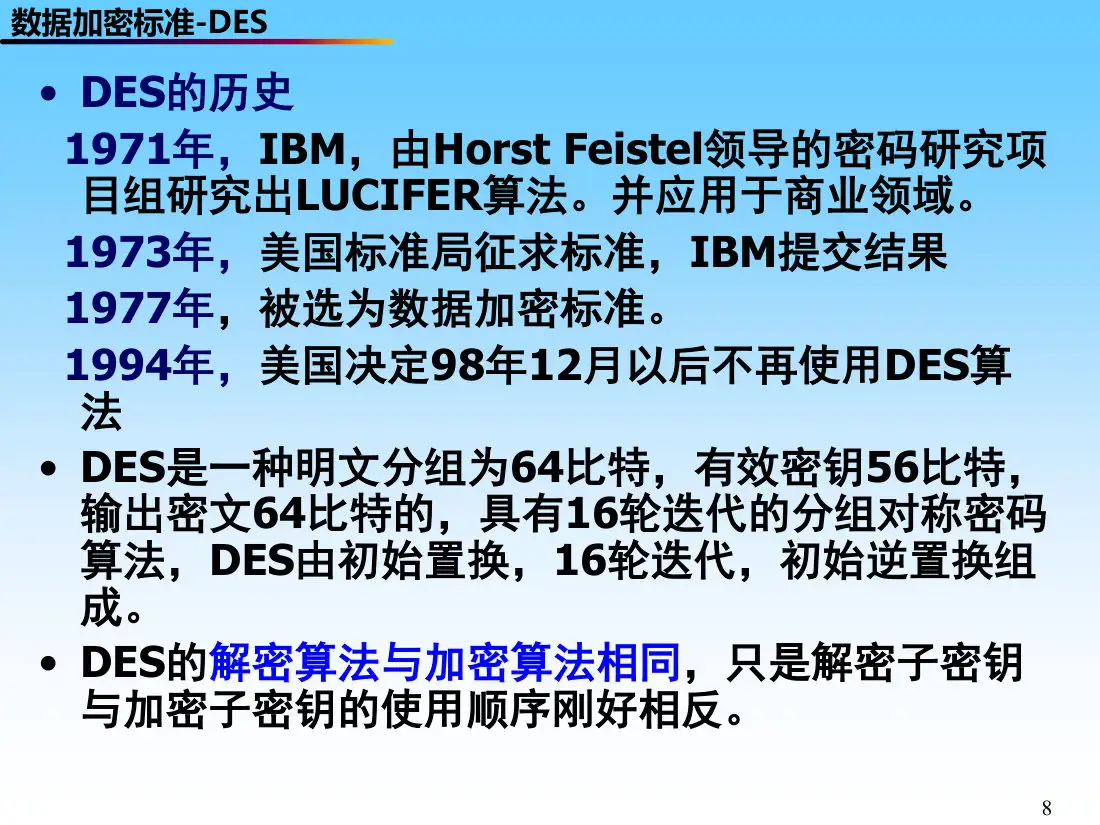 数据加密标准-DES
• DES的历史
1971年，IBM，由Horst Feistel领导的密码研究项
目组研究出LUCIFER算法。并应用于商业领域。
1973年，美国标准局征求标准，IBM提交结果
1977年，被选为数据加密标准。
1994年，美国决定98年12月以后不再使用DES算
法
• DES是一种明文分组为64比特，有效密钥56比特，
输出密文64比特的，具有16轮迭代的分组对称密码
算法，DES由初始置换，16轮迭代，初始逆置换组
成。
• DES的解密算法与加密算法相同，只是解密子密钥
与加密子密钥的使用顺序刚好相反。
8